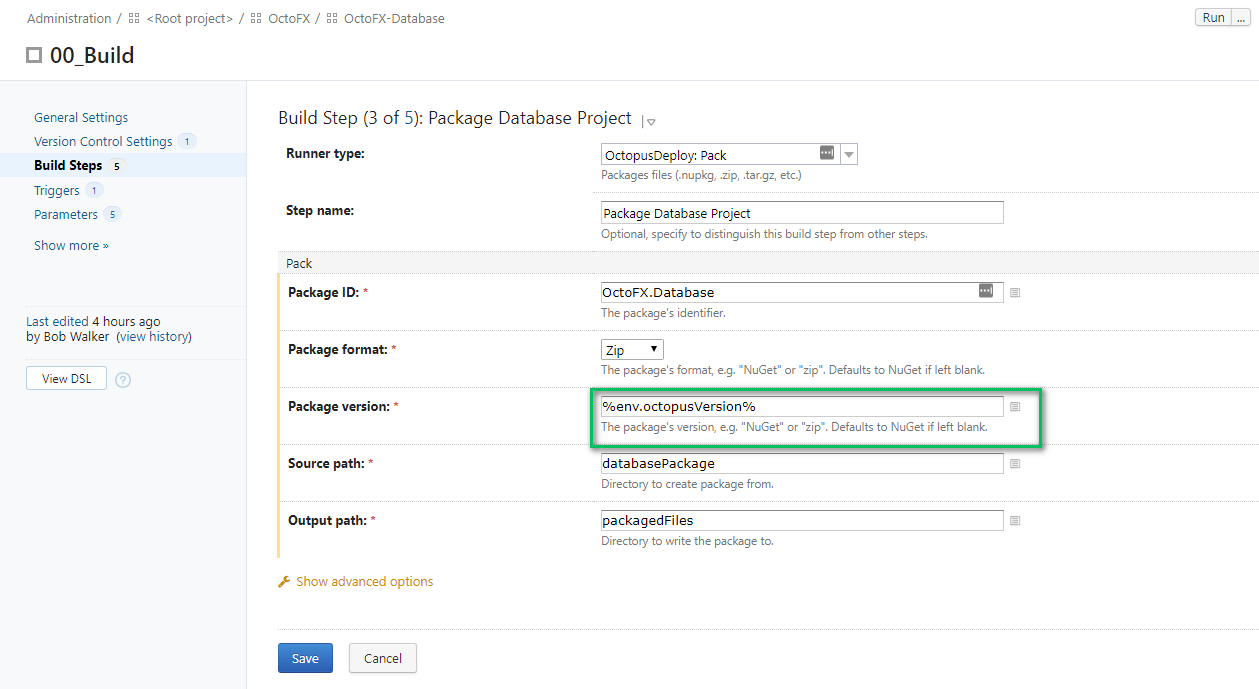 Administration / <Root project> / OctoFX / OctoFX-Database
Run ...
00_Build
General Settings
Version Control Settings 1
Build Steps 5
Triggers 1
Parameters 5
Show more »
Last edited 4 hours ago
by Bob Walker (view history)
View DSL ?
Build Step (3 of 5): Package Database Project
Runner type:
OctopusDeploy: Pack
Packages files (.nupkg, .zip, .tar.gz, etc.)
Step name:
Package Database Project
Optional, specify to distinguish this build step from other steps.
Pack
Package ID: *
OctoFX.Database
The package's identifier.
Package format: *
Zip
The package's format, e.g. "NuGet" or "zip". Defaults to NuGet if left blank.
Package version: *
%env.octopusVersion%
The package's version, e.g. "NuGet" or "zip". Defaults to NuGet if left blank.
Source path: *
databasePackage
Directory to create package from.
Output path: *
packagedFiles
Directory to write the package to.
Show advanced options
Save Cancel